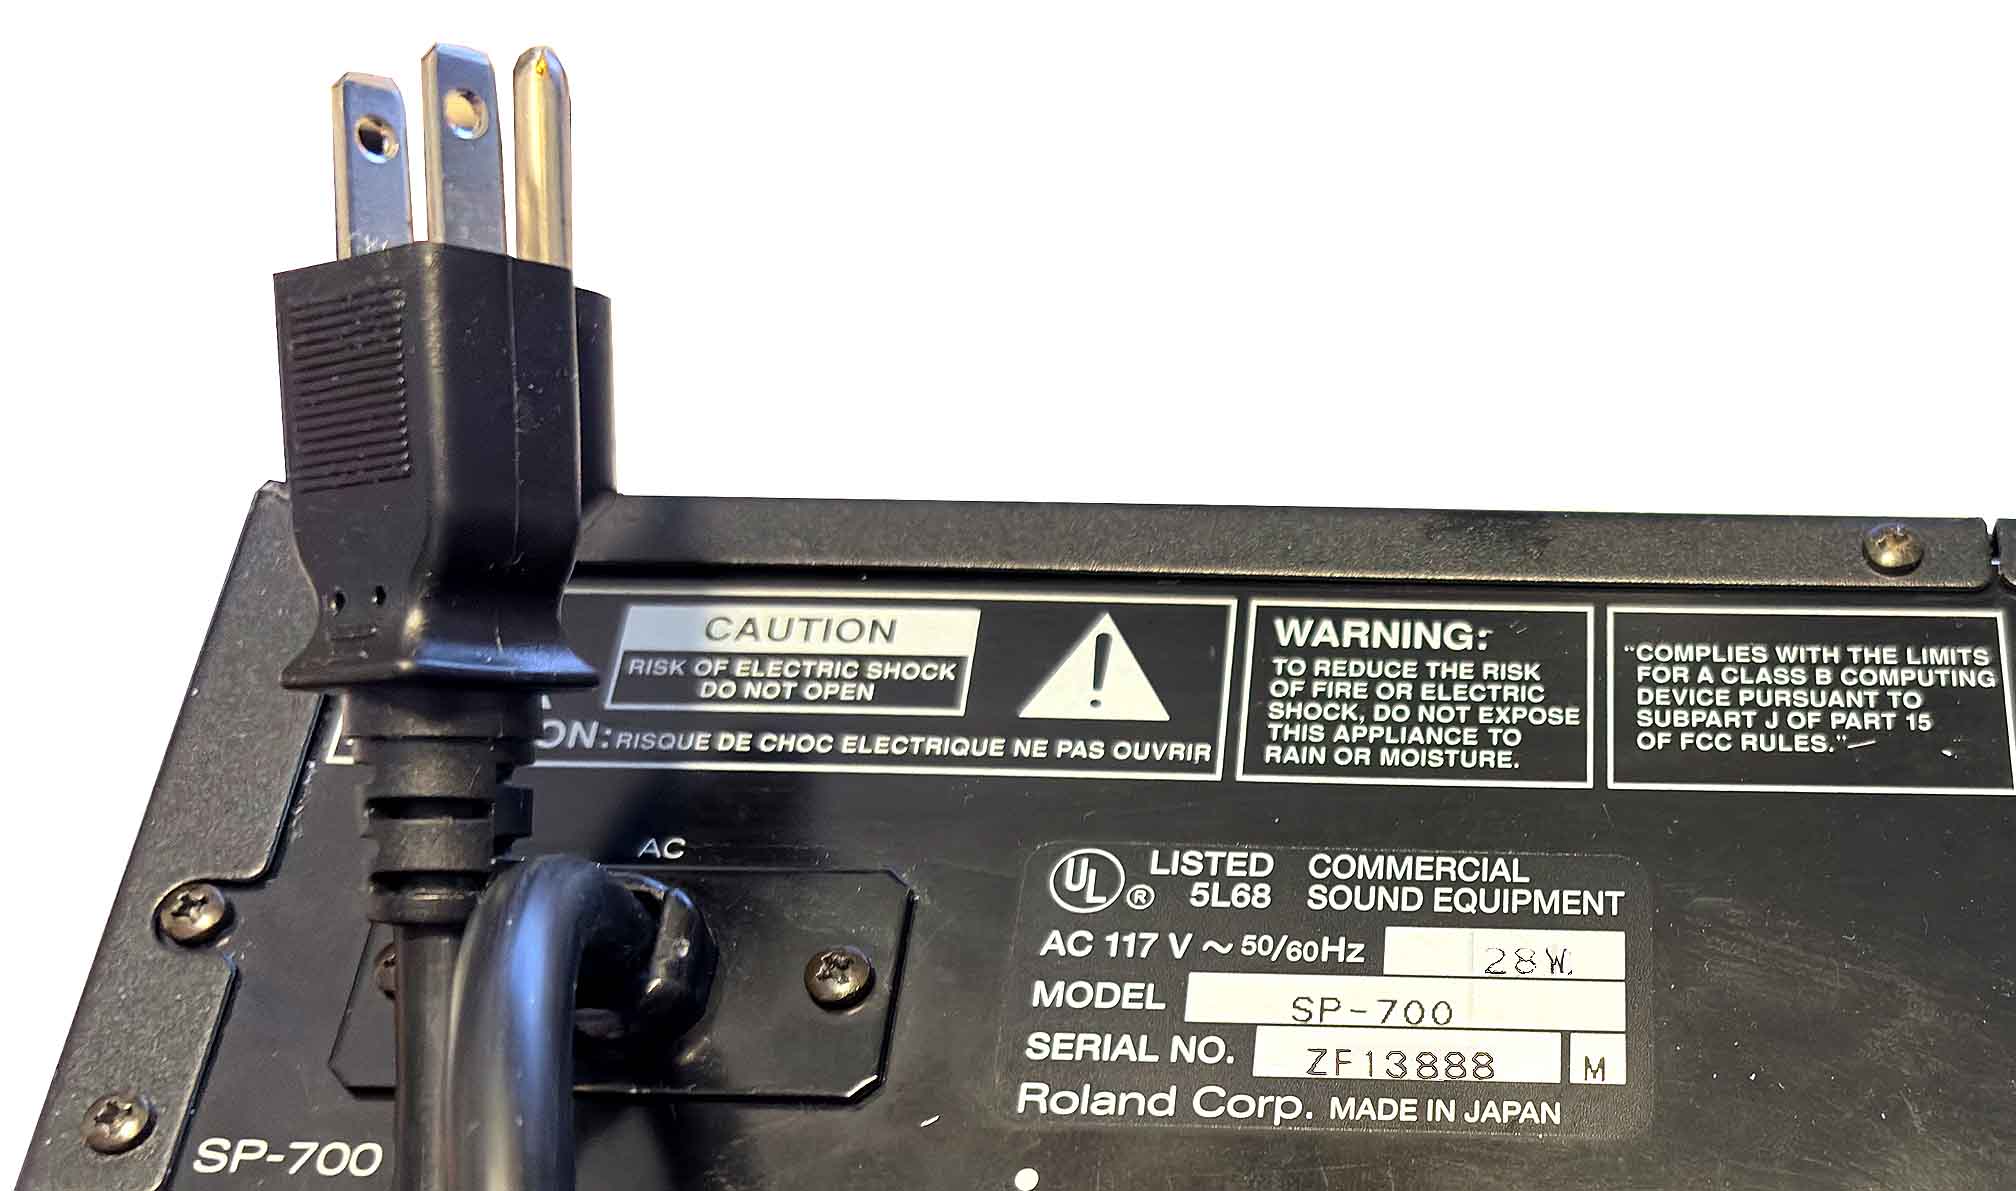 CAUTION
RISK OF ELECTRIC SHOCK
DO NOT OPEN
: RISQUE DE CHOC ELECTRIQUE NE PAS OUVRIR
WARNING:
TO REDUCE THE RISK
OF FIRE OR ELECTRIC
SHOCK, DO NOT EXPOSE
THIS APPLIANCE TO
RAIN OR MOISTURE.
"COMPLIES WITH THE LIMITS
FOR A CLASS B COMPUTING
DEVICE PURSUANT TO
SUBPART J OF PART 15
OF FCC RULES."
AC
UL ® LISTED 5L68
COMMERCIAL
SOUND EQUIPMENT
AC 117 V ~ 50/60Hz 28W.
MODEL SP-700
SERIAL NO. ZF13888 M
Roland Corp. MADE IN JAPAN
SP-700